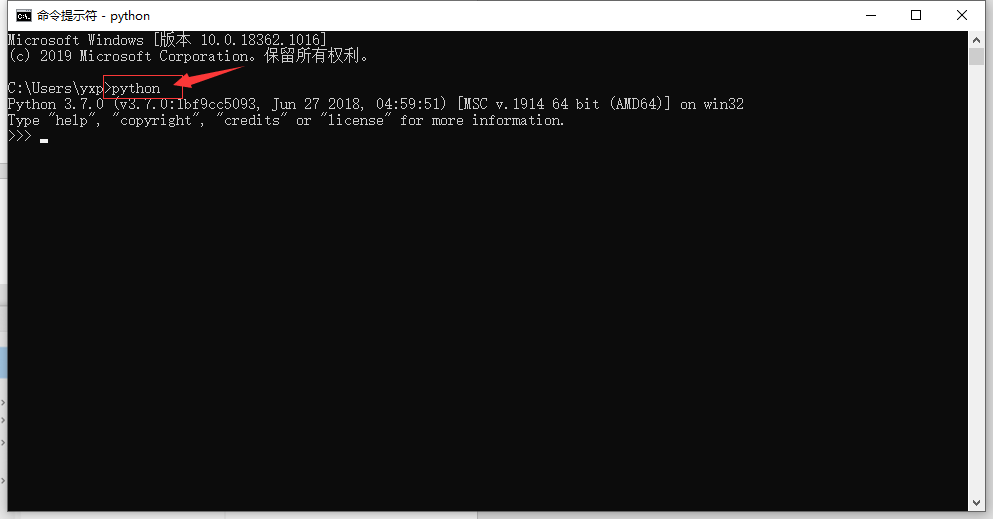 命令提示符 - python
Microsoft Windows [版本 10.0.18362.1016]
(c) 2019 Microsoft Corporation。保留所有权利。
C:\Users\yxp>python
Python 3.7.0 (v3.7.0:1bf9cc5093, Jun 27 2018, 04:59:51) [MSC v.1914 64 bit (AMD64)] on win32
Type "help", "copyright", "credits" or "license" for more information.
>>>